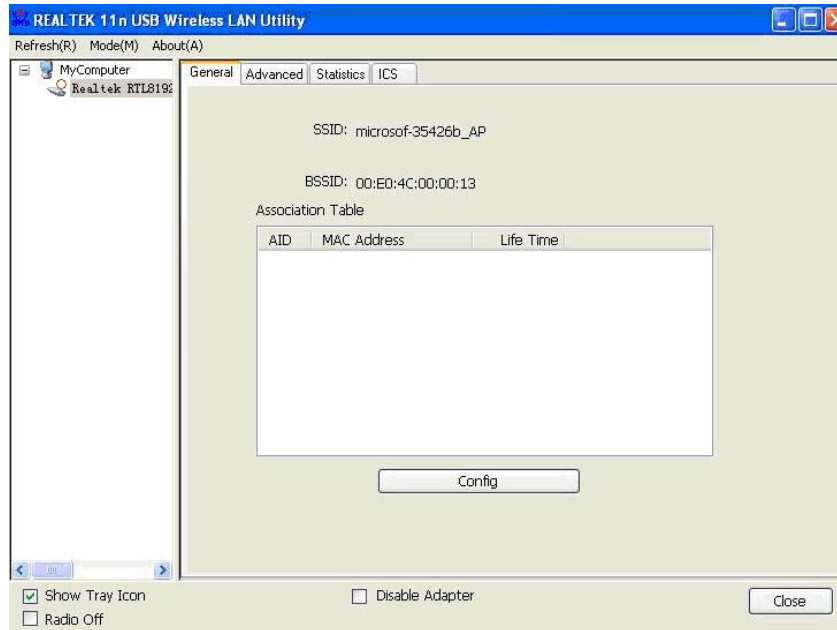 REALTEK 11n USB Wireless LAN Utility
Refresh(R) Mode(M) About(A)
MyComputer
Realtek RTL8192
General Advanced Statistics ICS
SSID: microsof-35426b_AP
BSSID: 00:E0:4C:00:00:13
Association Table
AID MAC Address Life Time
Config
Show Tray Icon
Disable Adapter
Radio Off
Close